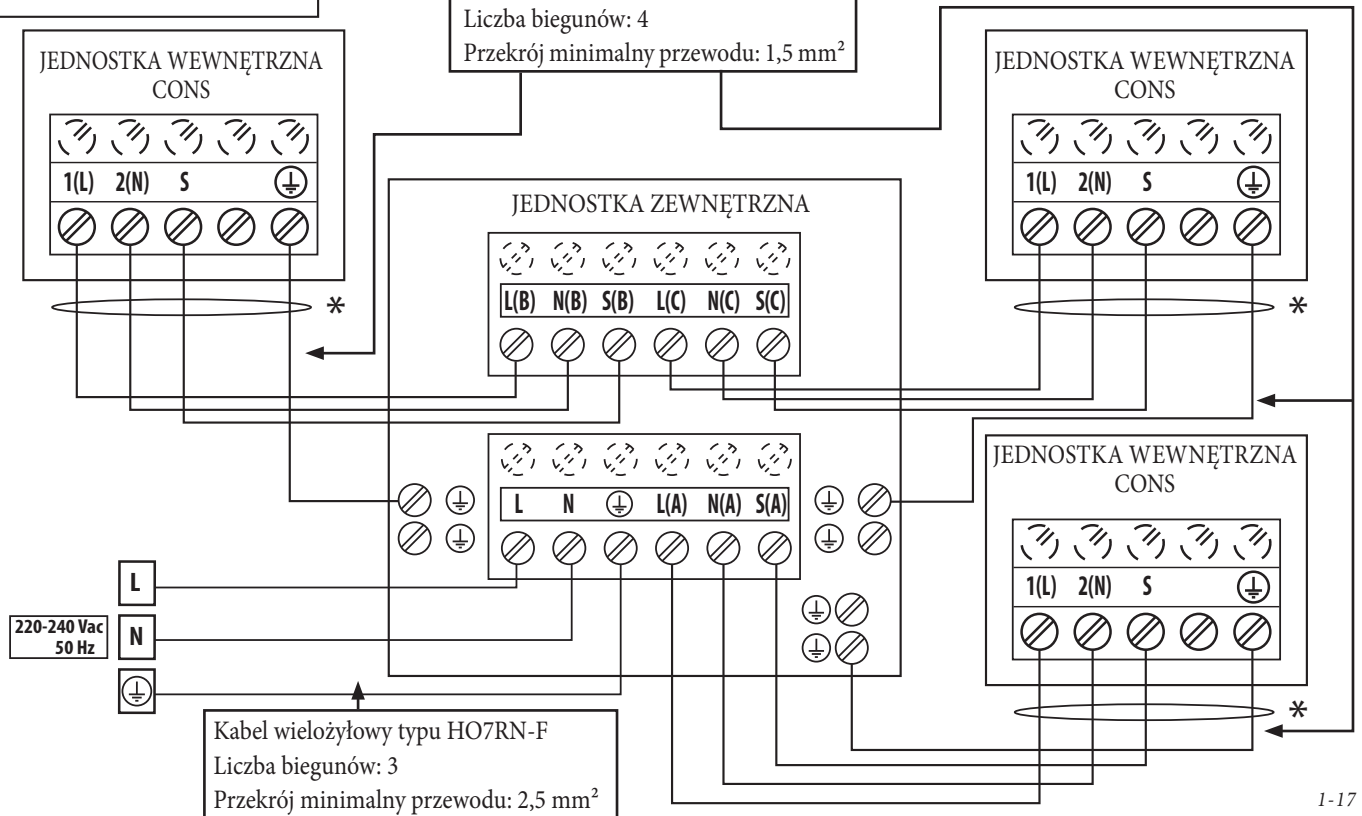 Liczba biegunów: 4
Przekrój minimalny przewodu: 1,5 mm²
JEDNOSTKA WEWNĘTRZNA
CONS
1(L) 2(N) S
*
JEDNOSTKA WEWNĘTRZNA
CONS
1(L) 2(N) S
*
JEDNOSTKA ZEWNĘTRZNA
L(B) N(B) S(B) L(C) N(C) S(C)
L N L(A) N(A) S(A)
JEDNOSTKA WEWNĘTRZNA
CONS
1(L) 2(N) S
*
L
220-240 Vac
50 Hz
N
Kabel wielożyłowy typu HO7RN-F
Liczba biegunów: 3
Przekrój minimalny przewodu: 2,5 mm²
1-17